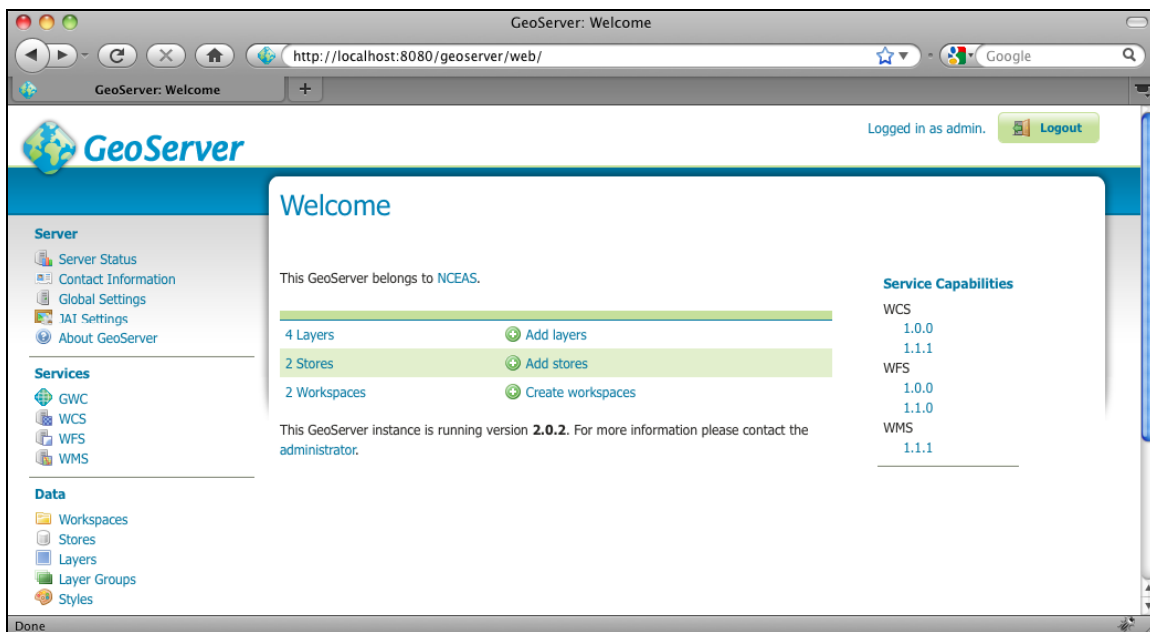 GeoServer: Welcome
http://localhost:8080/geoserver/web/
Google
GeoServer: Welcome
+
GeoServer
Logged in as admin.
Logout
Server
Server Status
Contact Information
Global Settings
JAI Settings
About GeoServer
Services
GWC
WCS
WFS
WMS
Data
Workspaces
Stores
Layers
Layer Groups
Styles
Welcome
This GeoServer belongs to NCEAS.
4 Layers Add layers
2 Stores Add stores
2 Workspaces Create workspaces
This GeoServer instance is running version 2.0.2. For more information please contact the
administrator.
Service Capabilities
WCS
1.0.0
1.1.1
WFS
1.0.0
1.1.0
WMS
1.1.1
Done